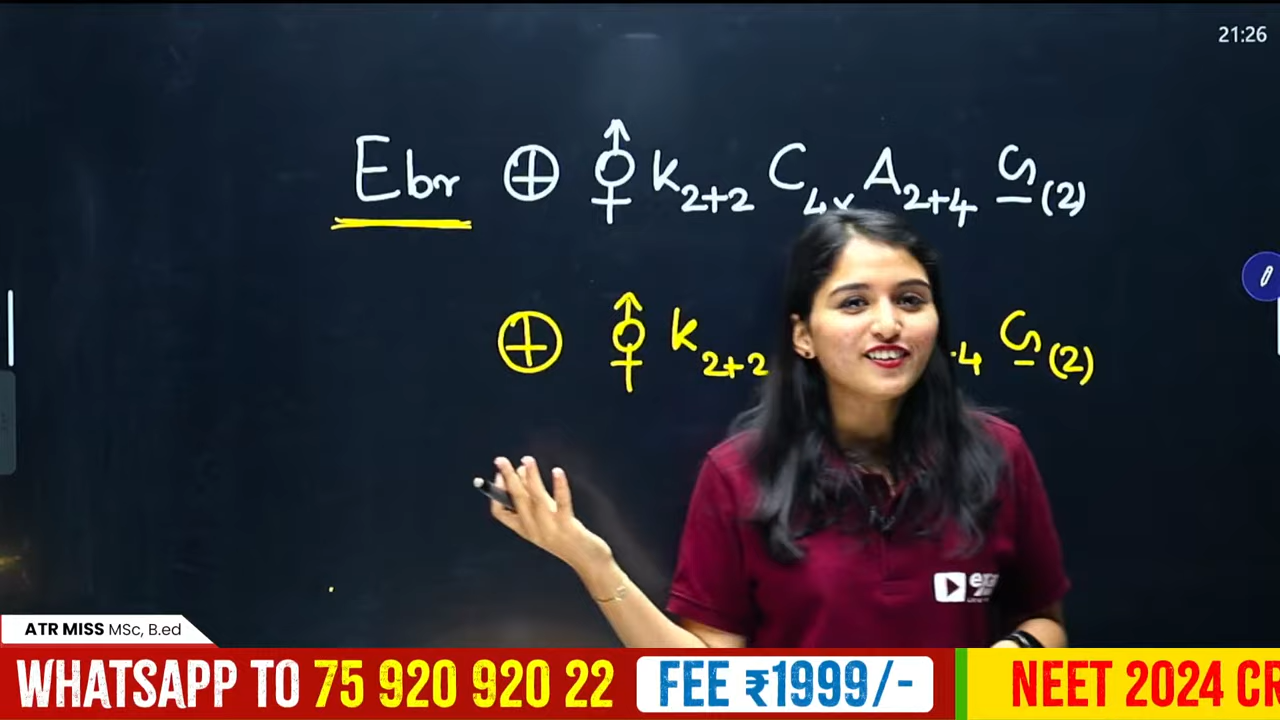 21:26
Ebr ⊕ ⚥ K2+2 C4x A2+4 G(2)
⊕ ⚥ K2+2 4 G(2)
ATR MISS MSc, B.ed
WHATSAPP TO 75 920 920 22 FEE ₹1999/- NEET 2024 CR